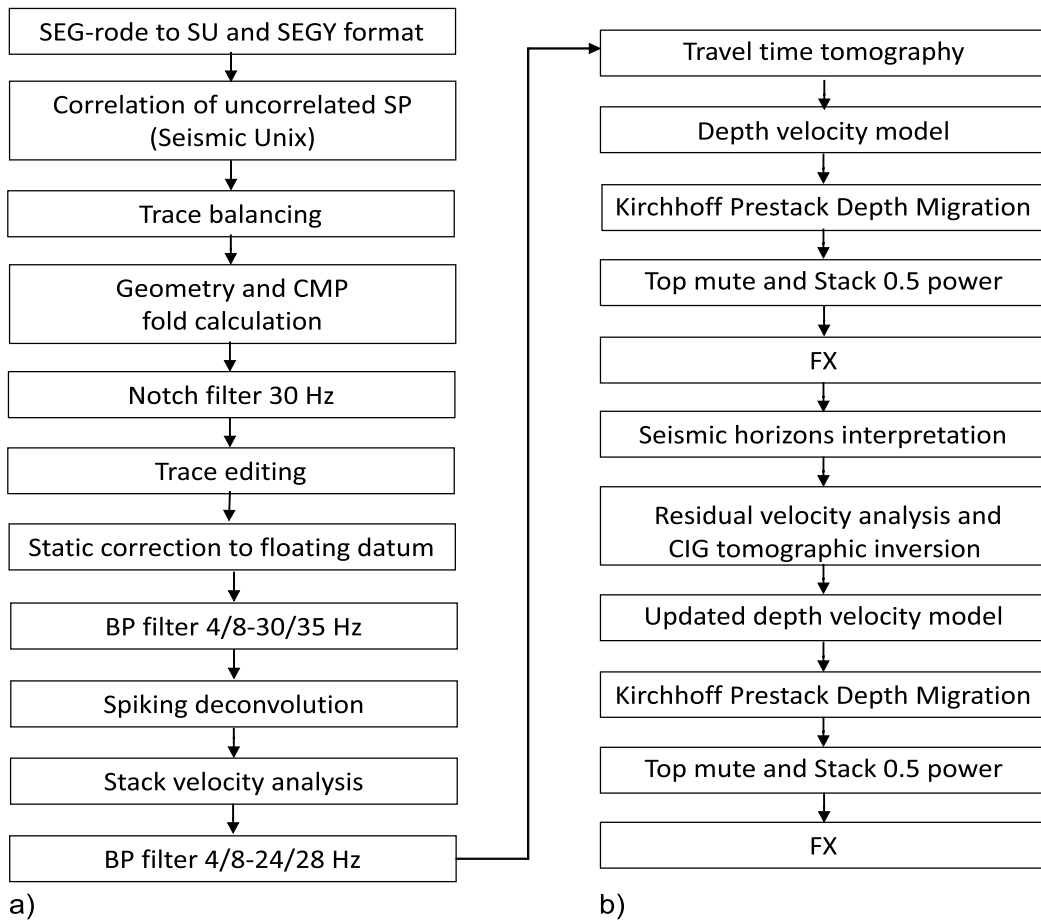 SEG-rode to SU and SEGY format
Correlation of uncorrelated SP
(Seismic Unix)
Trace balancing
Geometry and CMP
fold calculation
Notch filter 30 Hz
Trace editing
Static correction to floating datum
BP filter 4/8-30/35 Hz
Spiking deconvolution
Stack velocity analysis
BP filter 4/8-24/28 Hz
a)
Travel time tomography
Depth velocity model
Kirchhoff Prestack Depth Migration
Top mute and Stack 0.5 power
FX
Seismic horizons interpretation
Residual velocity analysis and
CIG tomographic inversion
Updated depth velocity model
Kirchhoff Prestack Depth Migration
Top mute and Stack 0.5 power
FX
b)